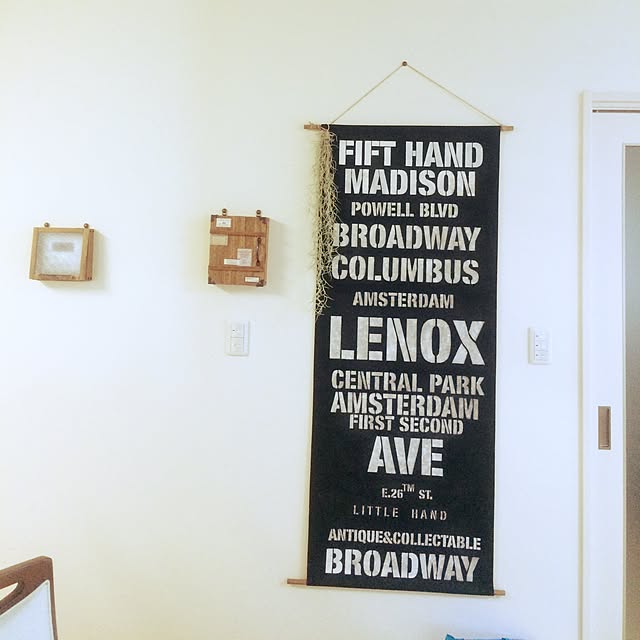 FIFT HAND
MADISON
POWELL BLVD
BROADWAY
COLUMBUS
AMSTERDAM
LENOX
CENTRAL PARK
AMSTERDAM
FIRST SECOND
AVE
E.26TM ST.
LITTLE HAND
ANTIQUE&COLLECTABLE
BROADWAY